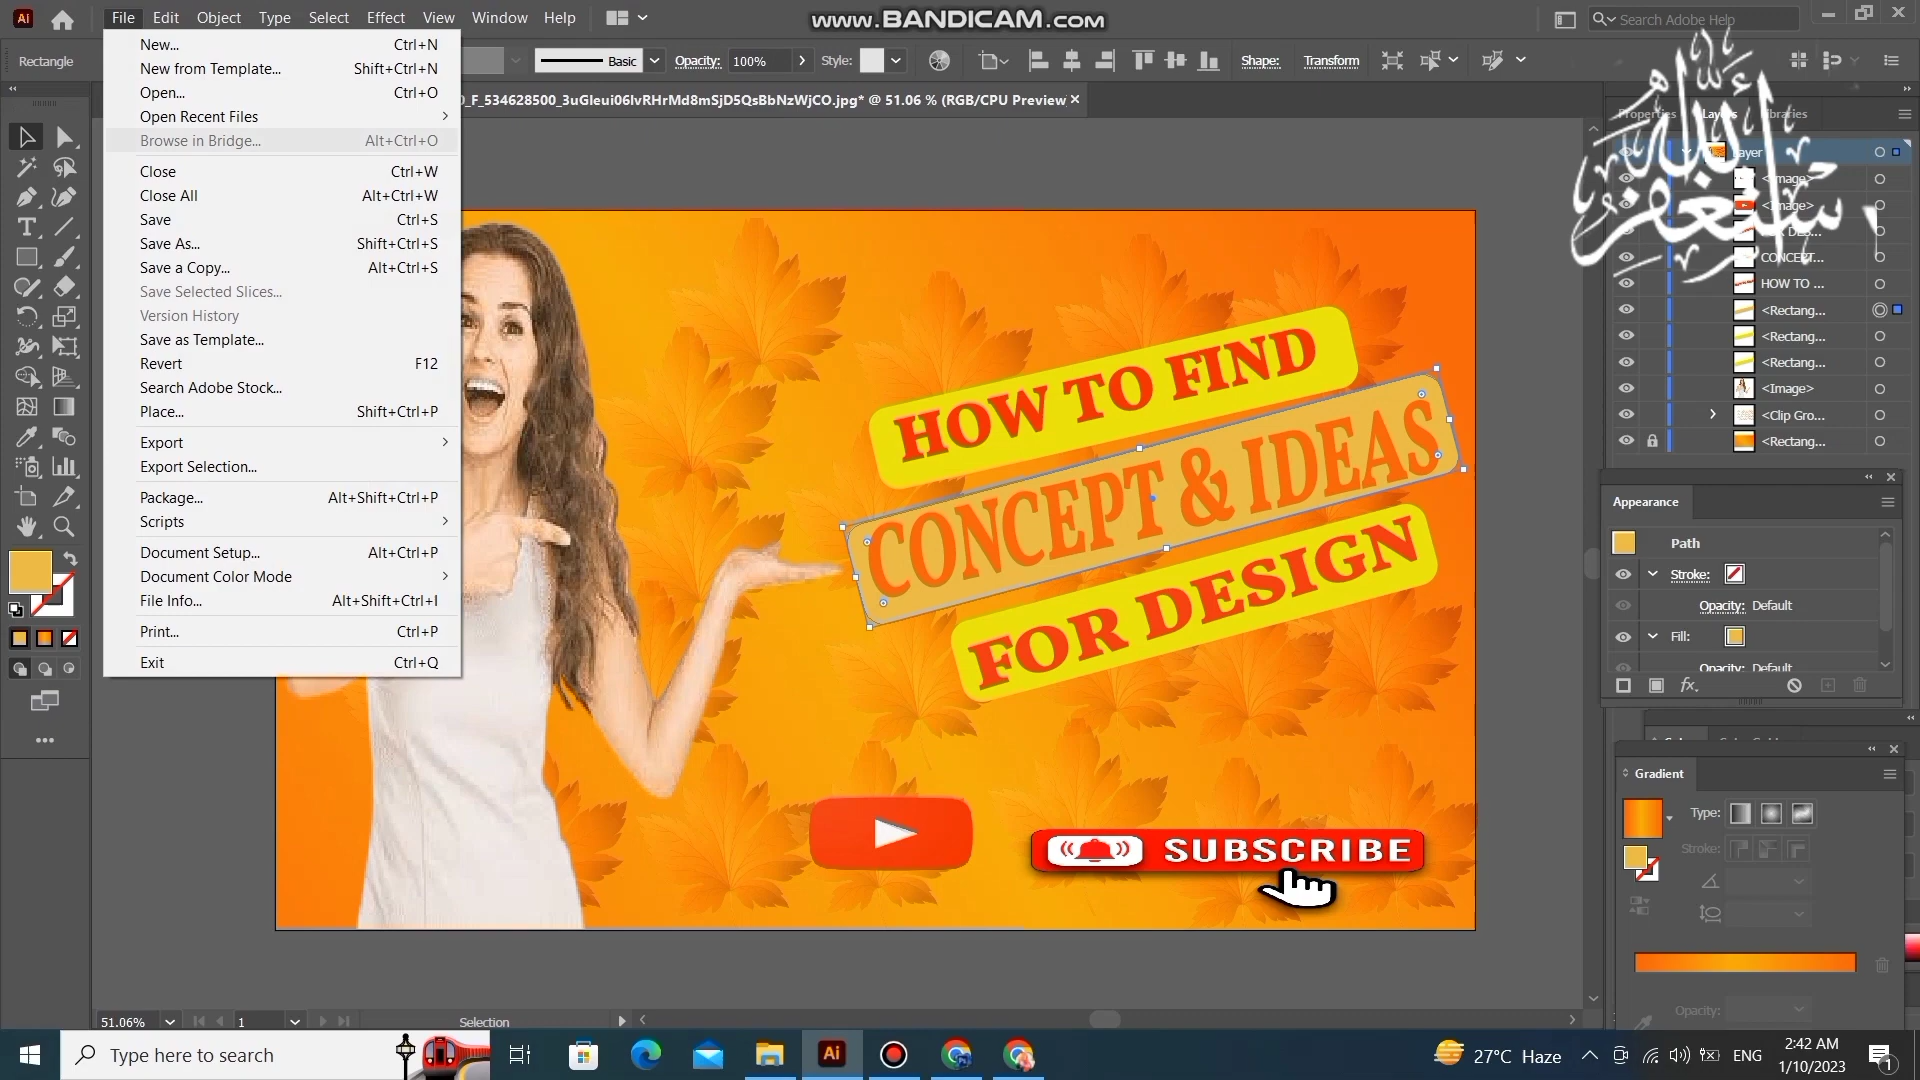 File Edit Object Type Select Effect View Window Help
www.BANDICAM.com
Search Adobe Help
Rectangle
Basic
Opacity: 100%
Style:
Shape:
Transform
_F_534628500_3uGleui06lvRHrMd8mSjD5QsBbNzWjCO.jpg* @ 51.06 % (RGB/CPU Preview
New... Ctrl+N
New from Template... Shift+Ctrl+N
Open... Ctrl+O
Open Recent Files
Browse in Bridge... Alt+Ctrl+O
Close Ctrl+W
Close All Alt+Ctrl+W
Save Ctrl+S
Save As... Shift+Ctrl+S
Save a Copy... Alt+Ctrl+S
Save Selected Slices...
Version History
Save as Template...
Revert F12
Search Adobe Stock...
Place... Shift+Ctrl+P
Export
Export Selection...
Package... Alt+Shift+Ctrl+P
Scripts
Document Setup... Alt+Ctrl+P
Document Color Mode
File Info... Alt+Shift+Ctrl+I
Print... Ctrl+P
Exit Ctrl+Q
HOW TO FIND
CONCEPT & IDEAS
FOR DESIGN
SUBSCRIBE
أستغفر الله
Properties
<Image>
<Image>
CONCEPT...
HOW TO ...
<Rectang...
<Rectang...
<Rectang...
<Image>
<Clip Gro...
<Rectang...
Appearance
Path
Stroke:
Opacity: Default
Fill:
Opacity: Default
Gradient
Type:
Stroke:
Opacity:
51.06%
1
Selection
Type here to search
Ai
27°C Haze
ENG
2:42 AM
1/10/2023
1